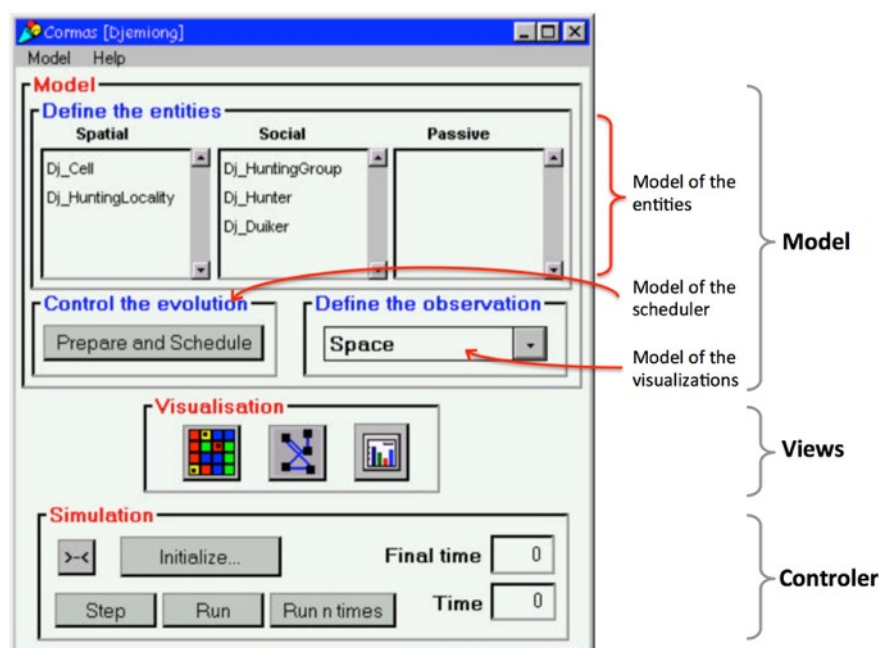 Cormas [Djemiong]
Model Help
Model
Define the entities
Spatial Social Passive
Dj_Cell
Dj_HuntingLocality
Dj_HuntingGroup
Dj_Hunter
Dj_Duiker
Control the evolution
Prepare and Schedule
Define the observation
Space
Visualisation
Simulation
>-<
Initialize...
Final time 0
Step Run Run n times
Time 0
Model of the
entities
Model of the
scheduler
Model of the
visualizations
Model
Views
Controler